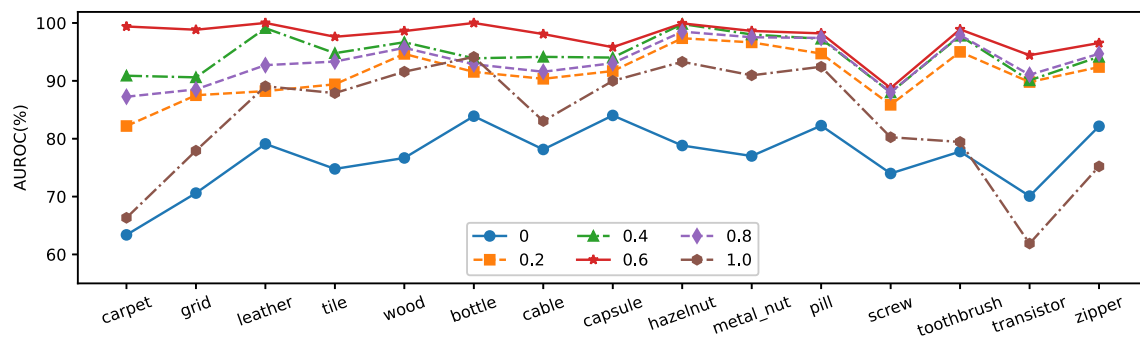 100
90
80
70
60
AUROC(%)
0
0.2
0.4
0.6
0.8
1.0
carpet
grid
leather
tile
wood
bottle
cable
capsule
hazelnut
metal_nut
pill
screw
toothbrush
transistor
zipper